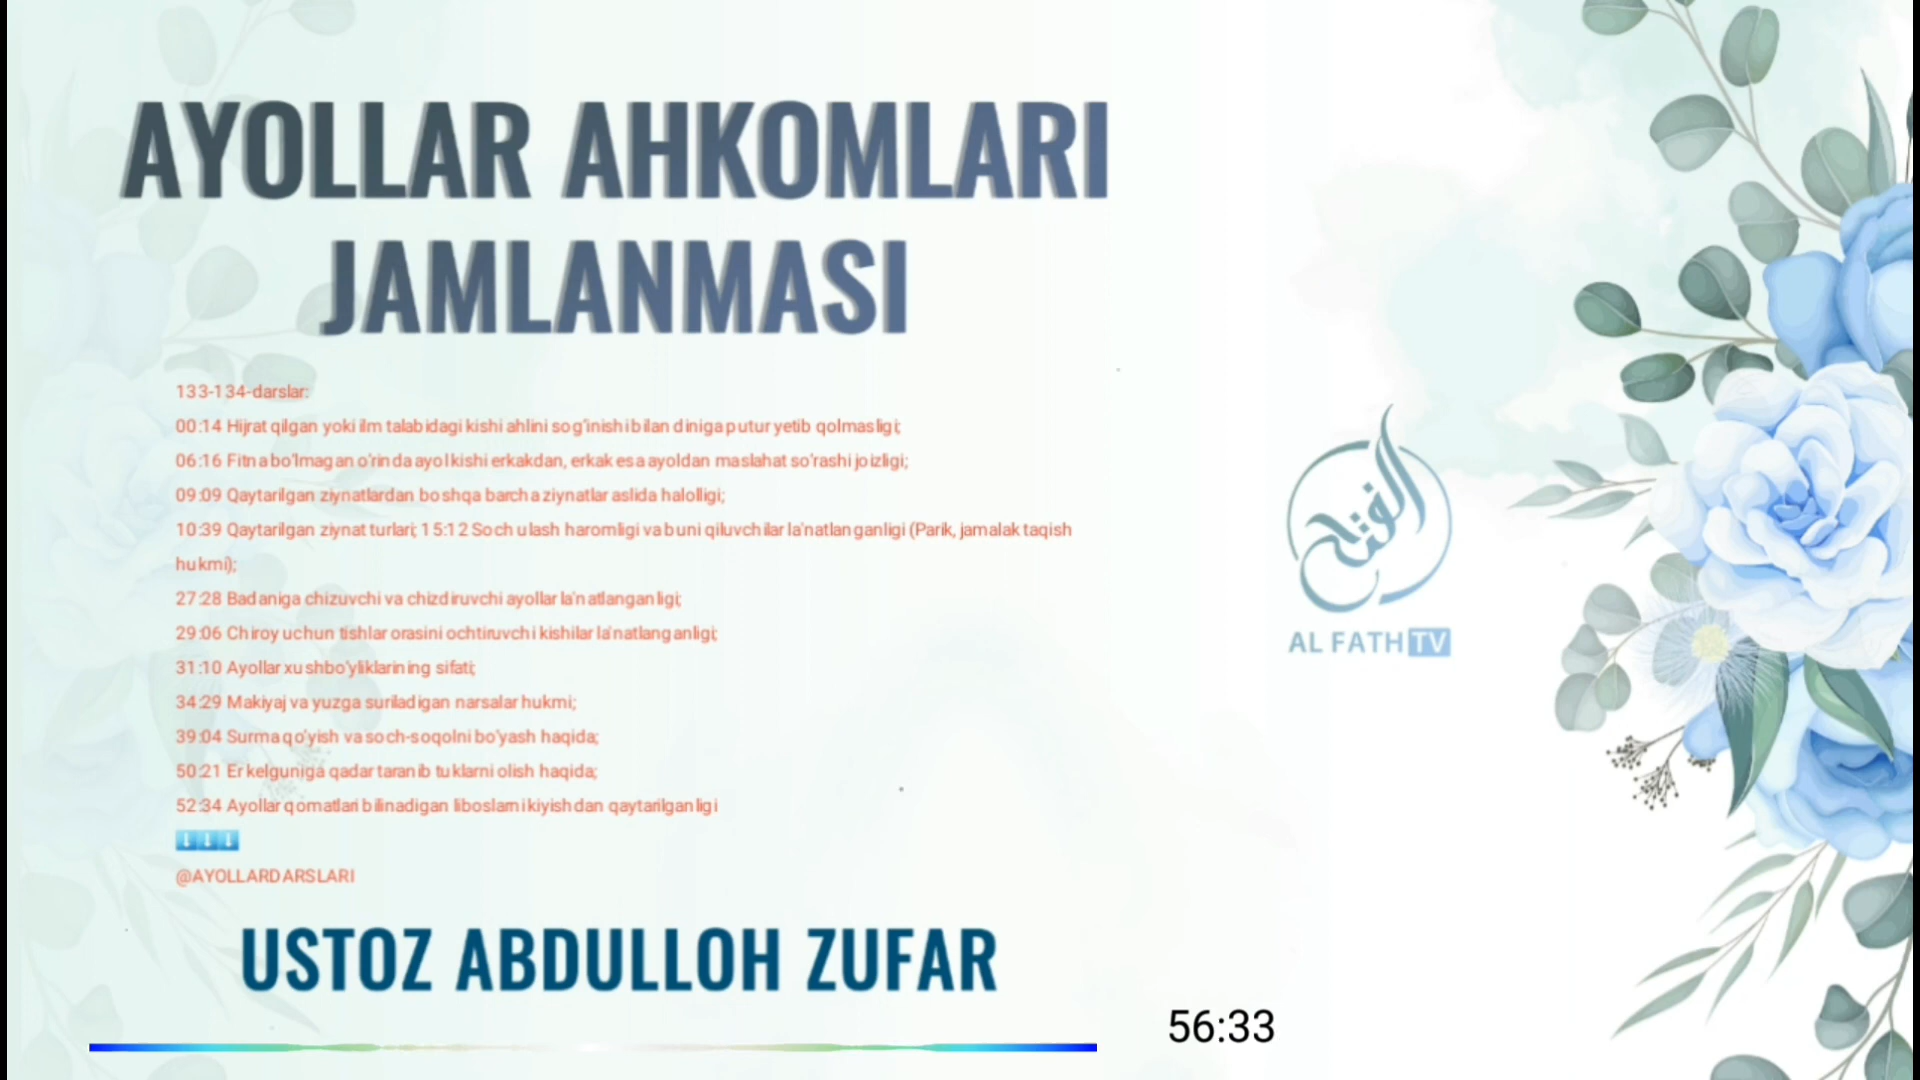 AYOLLAR AHKOMLARI
JAMLANMASI
133-134-darslar:
00:14 Hijrat qilgan yoki ilm talabidagi kishi ahlini sog'inishi bilan diniga putur yetib qolmasligi;
06:16 Fitna bo'lmagan o'rinda ayol kishi erkakdan, erkak esa ayoldan maslahat so'rashi joizligi;
09:09 Qaytarilgan ziynatlardan boshqa barcha ziynatlar aslida halolligi;
10:39 Qaytarilgan ziynat turlari; 15:12 Soch ulash haromligi va buni qiluvchilar la'natlanganligi (Parik, jamalak taqish
hukmi);
27:28 Badaniga chizuvchi va chizdiruvchi ayollar la'natlanganligi;
29:06 Chiroy uchun tishlar orasini ochtiruvchi kishilar la'natlanganligi;
31:10 Ayollar xushbo'yliklarining sifati;
34:29 Makiyaj va yuzga suriladigan narsalar hukmi;
39:04 Surma qo'yish va soch-soqolni bo'yash haqida;
50:21 Er kelguniga qadar taranib tuklarni olish haqida;
52:34 Ayollar qomatlari bilinadigan liboslarni kiyishdan qaytarilganligi
@AYOLLARDARSLARI
USTOZ ABDULLOH ZUFAR
56:33
الفتح
AL FATH TV